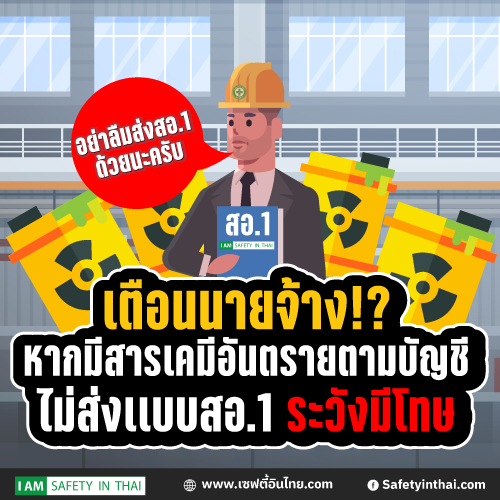 อย่าลืมส่งสอ.1
ด้วยนะครับ
สอ.1
I AM SAFETY IN THAI
เตือนนายจ้าง!?
หากมีสารเคมีอันตรายตามบัญชี
ไม่ส่งแบบสอ.1 ระวังมีโทษ
I AM SAFETY IN THAI
www.เซฟตี้อินไทย.com
Safetyinthai.com